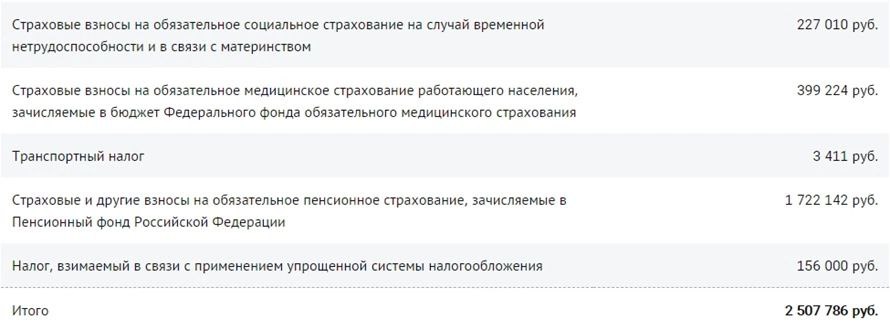 Страховые взносы на обязательное социальное страхование на случай временной 227 010 руб.
нетрудоспособности и в связи с материнством
Страховые взносы на обязательное медицинское страхование работающего населения, 399 224 руб.
зачисляемые в бюджет Федерального фонда обязательного медицинского страхования
Транспортный налог 3 411 руб.
Страховые и другие взносы на обязательное пенсионное страхование, зачисляемые в 1 722 142 руб.
Пенсионный фонд Российской Федерации
Налог, взимаемый в связи с применением упрощенной системы налогообложения 156 000 руб.
Итого 2 507 786 руб.